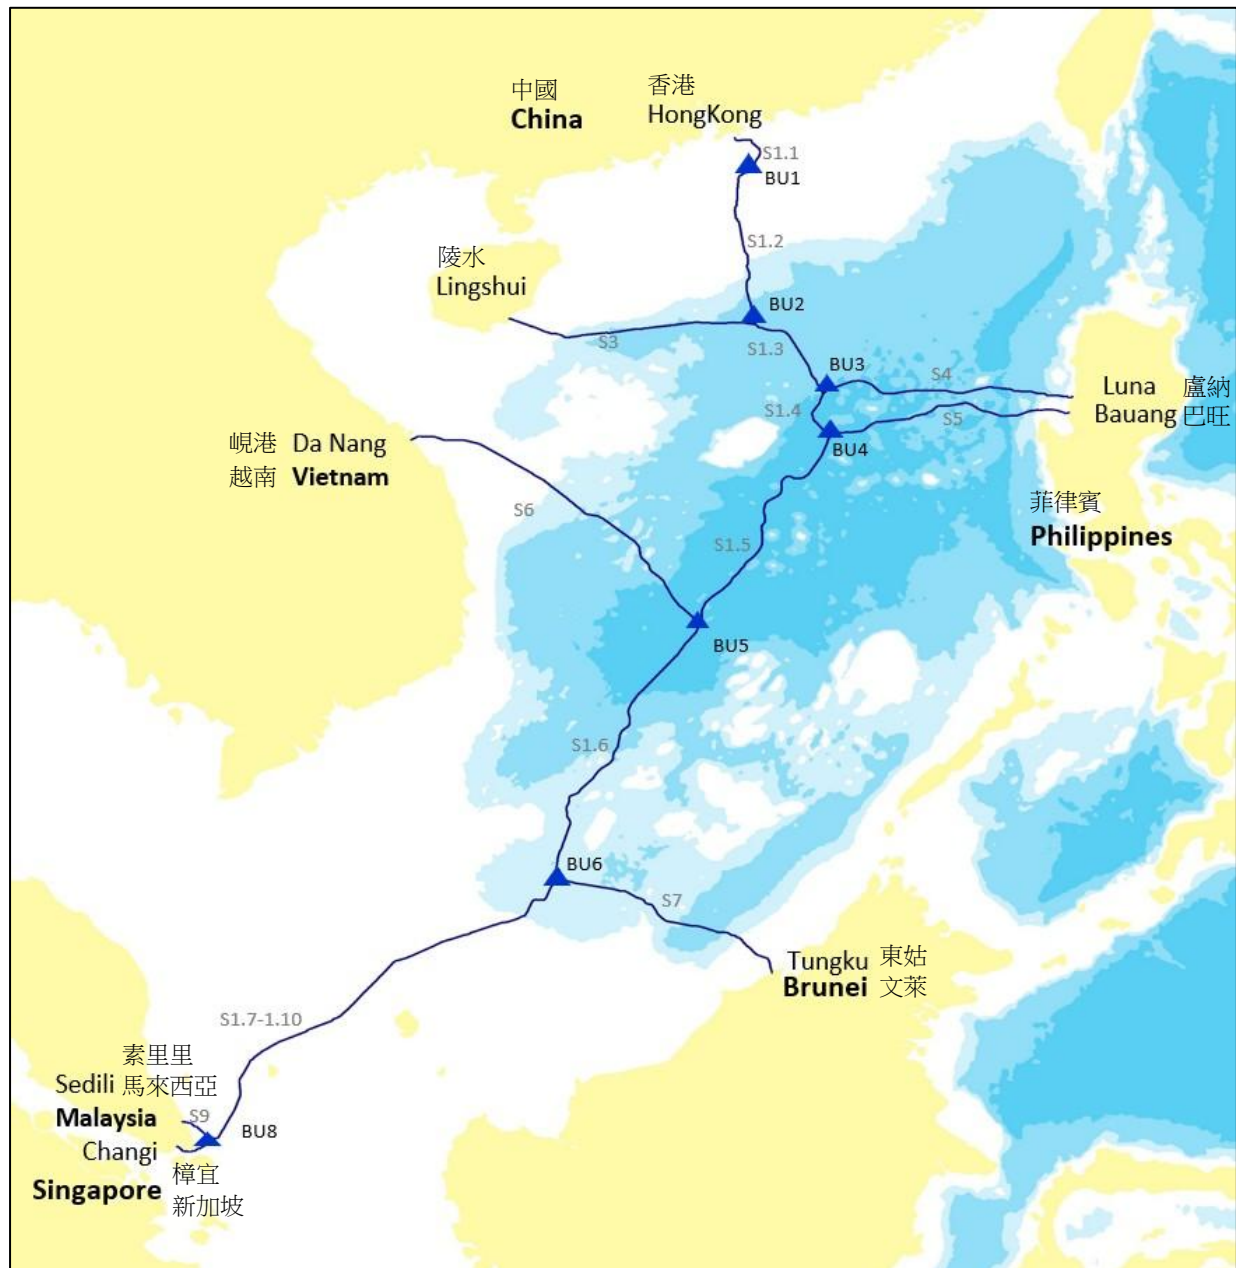 中國
China
香港
HongKong
S1.1
BU1
S1.2
陵水
Lingshui
BU2
S3
S1.3
BU3
S4
Luna 盧納
Bauang 巴旺
S1.4
S5
BU4
峴港 Da Nang
越南 Vietnam
S6
菲律賓
Philippines
S1.5
BU5
S1.6
BU6
S7
Tungku 東姑
Brunei 文萊
S1.7-1.10
素里里
Sedili 馬來西亞
Malaysia
S9
BU8
Changi
樟宜
Singapore
新加坡